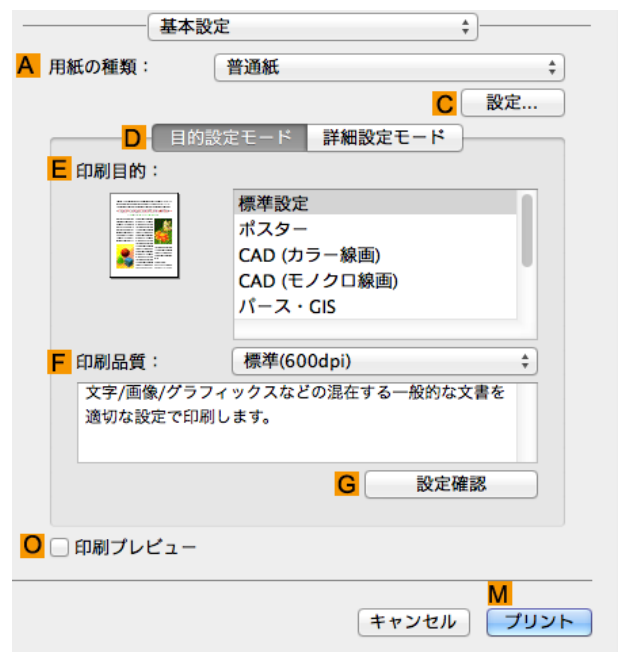 基本設定
A 用紙の種類： 普通紙
C 設定...
D 目的設定モード 詳細設定モード
E 印刷目的：
標準設定
ポスター
CAD (カラー線画)
CAD (モノクロ線画)
パース・GIS
F 印刷品質： 標準(600dpi)
文字/画像/グラフィックスなどの混在する一般的な文書を
適切な設定で印刷します。
G 設定確認
O 印刷プレビュー
M
キャンセル プリント